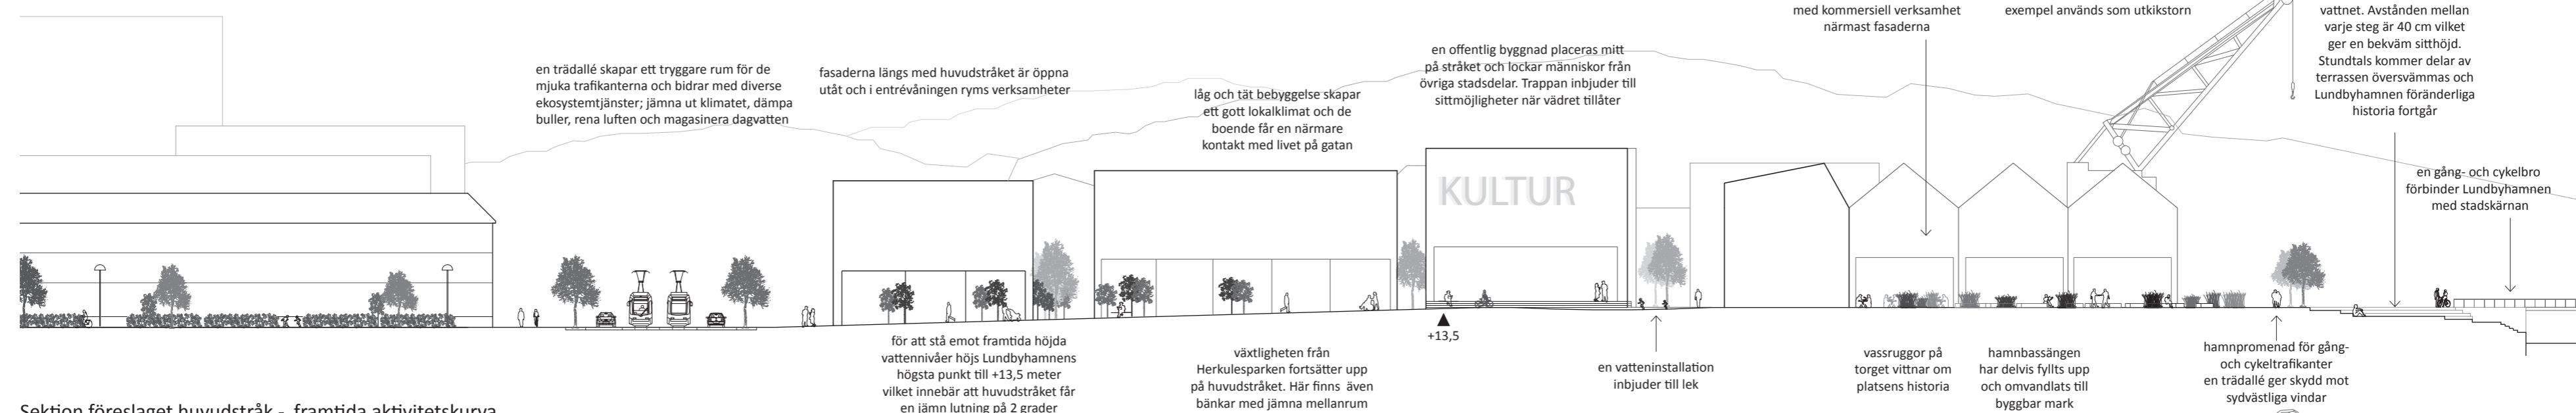 med kommersiell verksamhet
närmast fasaderna
exempel används som utkikstorn
vattnet. Avstånden mellan
varje steg är 40 cm vilket
ger en bekväm sitthöjd.
Stundtals kommer delar av
terrassen översvämmas och
Lundbyhamnen föränderliga
historia fortgår
en trädallé skapar ett tryggare rum för de
mjuka trafikanterna och bidrar med diverse
ekosystemtjänster; jämna ut klimatet, dämpa
buller, rena luften och magasinera dagvatten
fasaderna längs med huvudstråket är öppna
utåt och i entrévåningen ryms verksamheter
låg och tät bebyggelse skapar
ett gott lokalklimat och de
boende får en närmare
kontakt med livet på gatan
en offentlig byggnad placeras mitt
på stråket och lockar människor från
övriga stadsdelar. Trappan inbjuder till
sittmöjligheter när vädret tillåter
en gång- och cykelbro
förbinder Lundbyhamnen
med stadskärnan
KULTUR
för att stå emot framtida höjda
vattennivåer höjs Lundbyhamnens
högsta punkt till +13,5 meter
vilket innebär att huvudstråket får
en jämn lutning på 2 grader
växtligheten från
Herkulesparken fortsätter upp
på huvudstråket. Här finns även
bänkar med jämna mellanrum
+13,5
en vatteninstallation
inbjuder till lek
vassruggor på
torget vittnar om
platsens historia
hamnbassängen
har delvis fyllts upp
och omvandlats till
byggbar mark
hamnpromenad för gång-
och cykeltrafikanter
en trädallé ger skydd mot
sydvästliga vindar
Sektion föreslaget huvudstråk - framtida aktivitetskurva